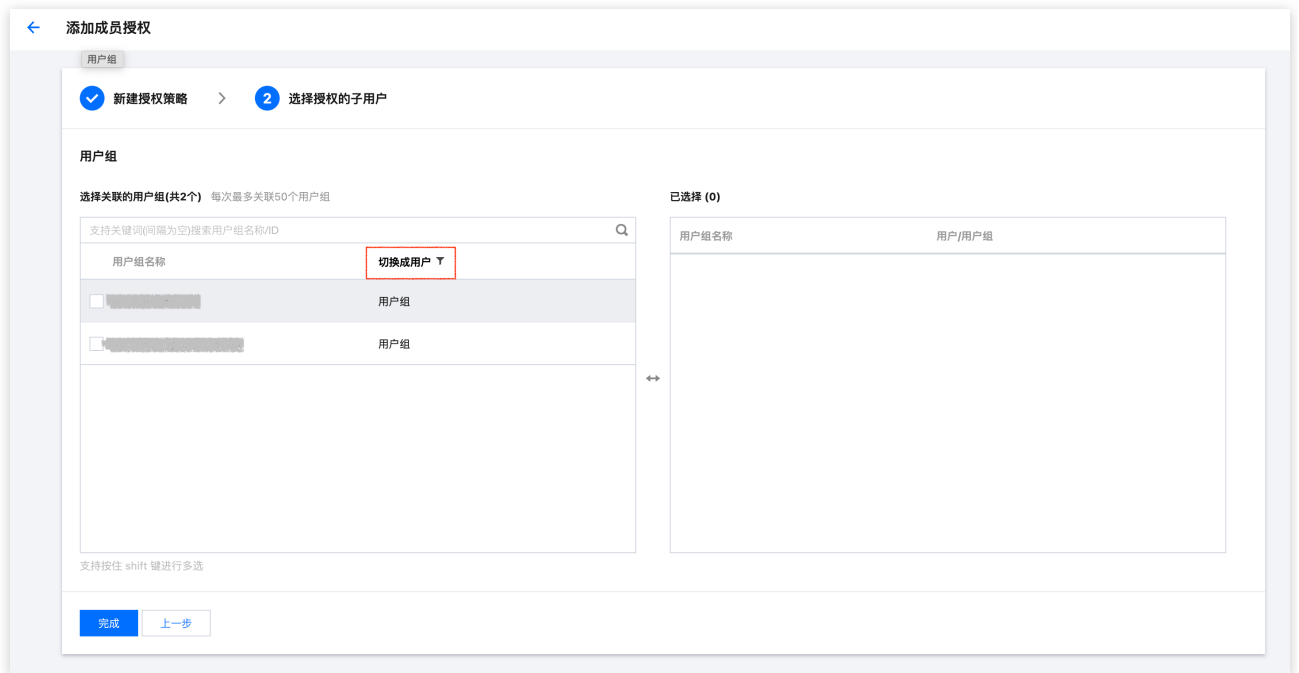 添加成员授权
用户组
新建授权策略
2 选择授权的子用户
用户组
选择关联的用户组(共2个) 每次最多关联50个用户组
已选择 (0)
支持关键词(间隔为空)搜索用户组名称/ID
用户组名称 切换成用户
用户组名称 用户/用户组
用户组
用户组
支持按住 shift 键进行多选
完成 上一步